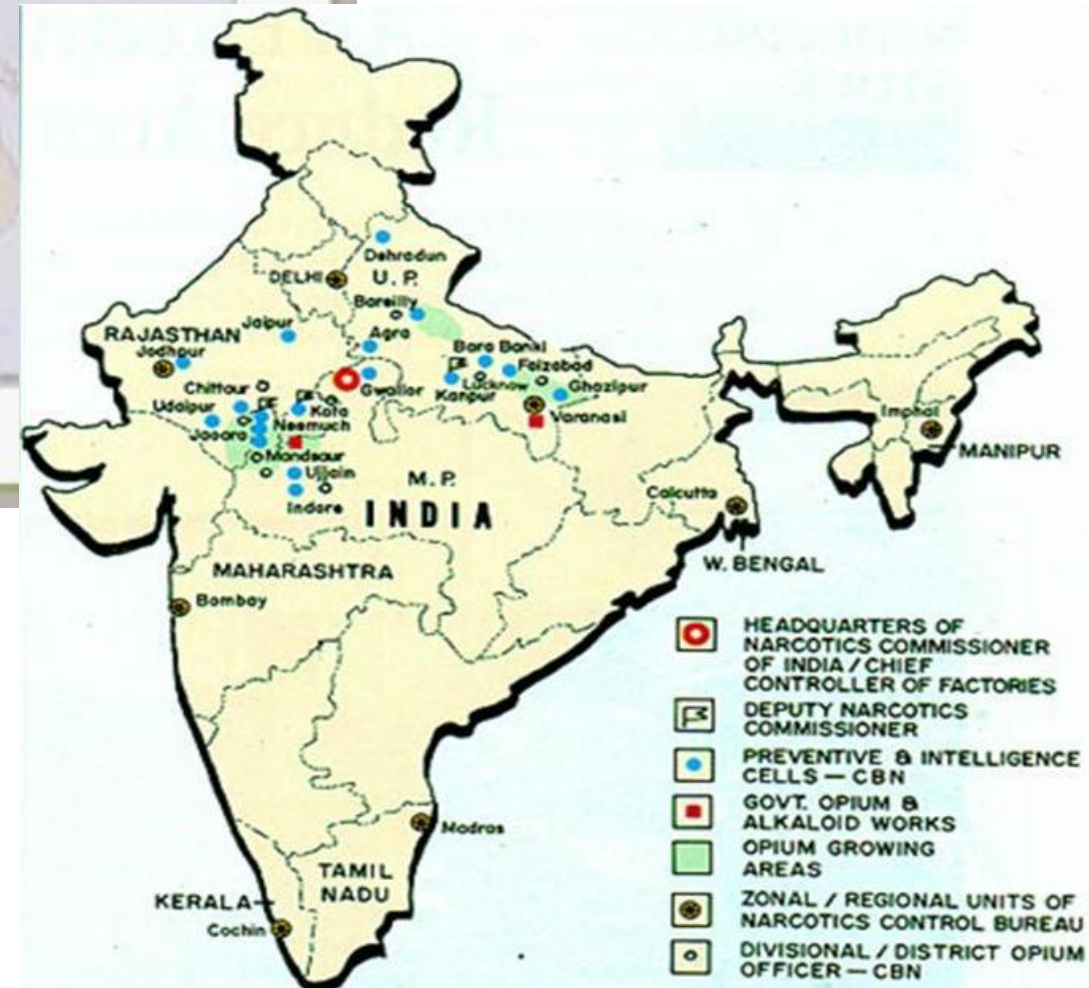 Dehradun
DELHI
U.P.
Bareilly
RAJASTHAN
Jaipur
Agra
Jodhpur
Bara Banki
Faizabad
Chittaur
Gwalior
Lucknow
Ghazipur
Kanpur
Udaipur
Kota
Neemuch
Varanasi
Imphal
Jaoara
Mandsaur
MANIPUR
Ujjain
M.P.
Calcutta
Indore
INDIA
W. BENGAL
MAHARASHTRA
Bombay
Madras
TAMIL
NADU
KERALA
Cochin
HEADQUARTERS OF
NARCOTICS COMMISSIONER
OF INDIA / CHIEF
CONTROLLER OF FACTORIES
DEPUTY NARCOTICS
COMMISSIONER
PREVENTIVE & INTELLIGENCE
CELLS — CBN
GOVT. OPIUM &
ALKALOID WORKS
OPIUM GROWING
AREAS
ZONAL / REGIONAL UNITS OF
NARCOTICS CONTROL BUREAU
DIVISIONAL / DISTRICT OPIUM
OFFICER — CBN